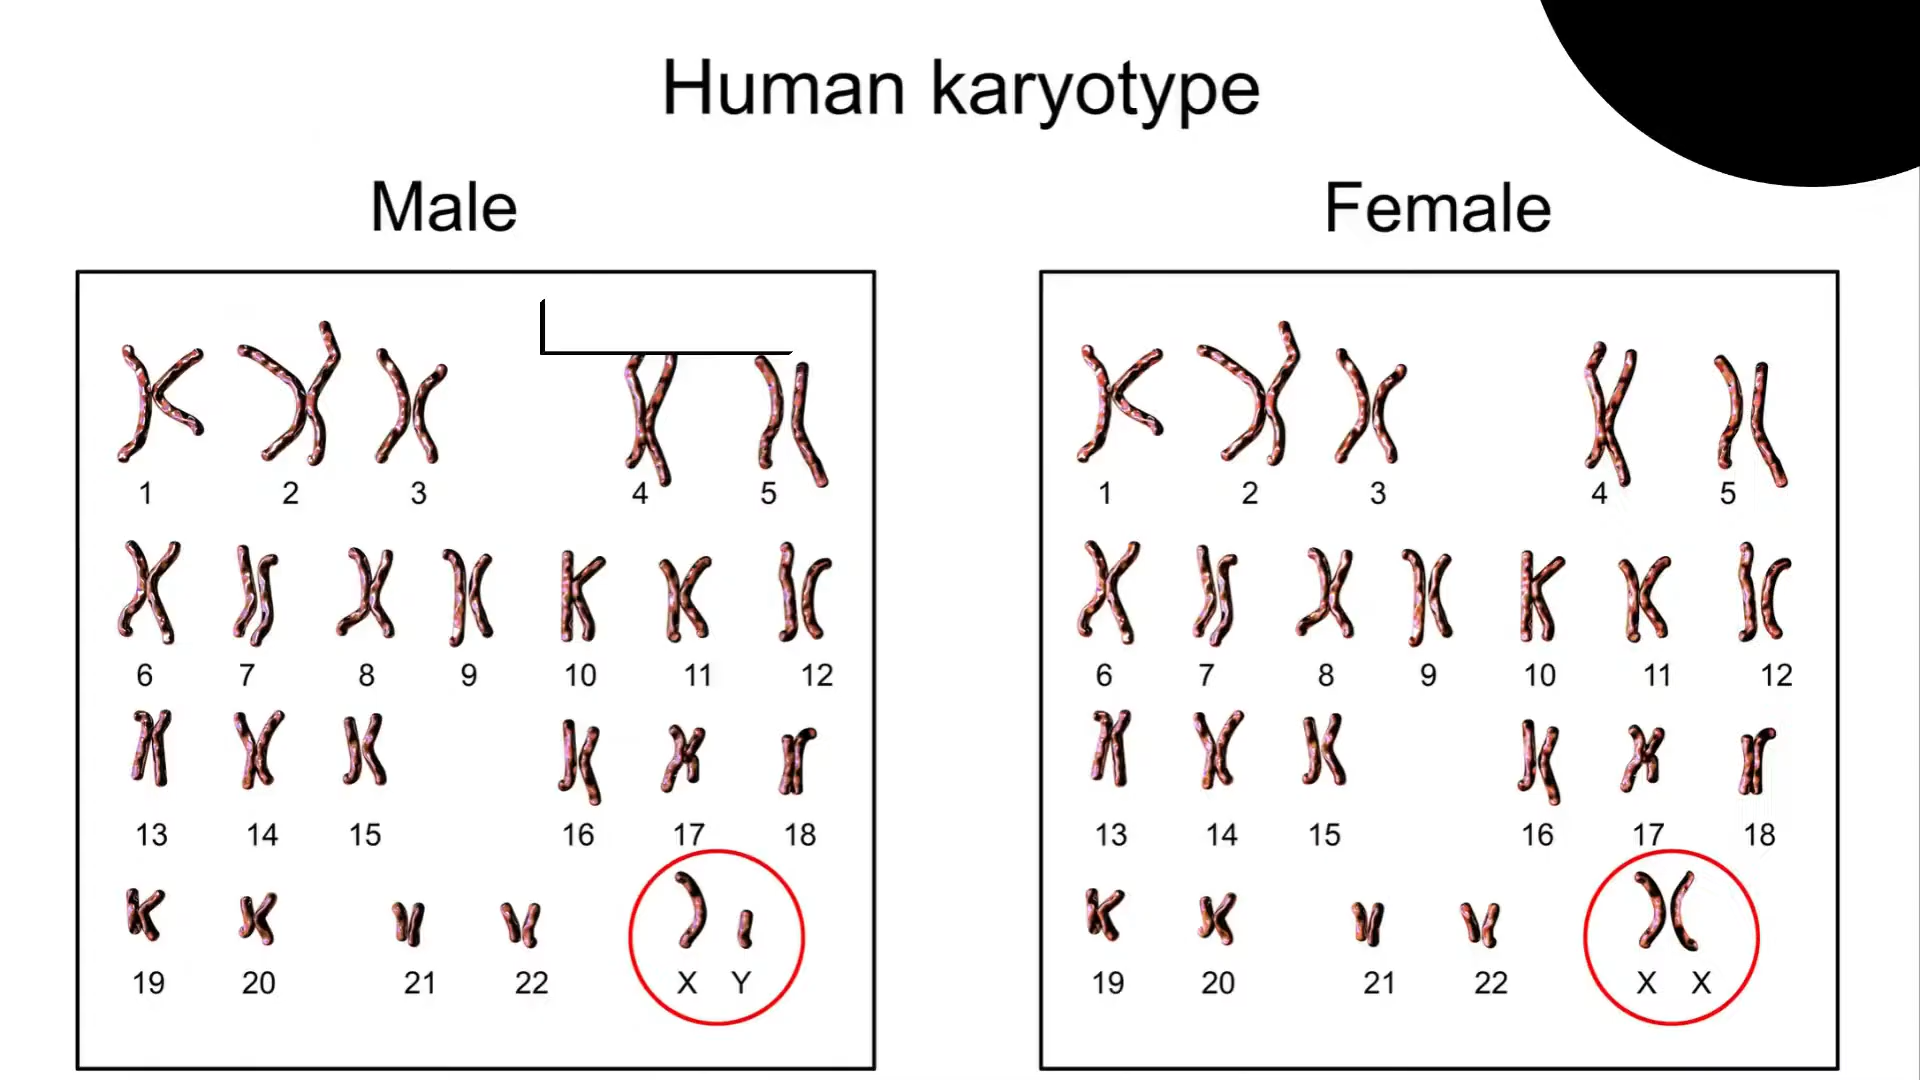 Human karyotype
Male
1 2 3 4 5
6 7 8 9 10 11 12
13 14 15 16 17 18
19 20 21 22 X Y
Female
1 2 3 4 5
6 7 8 9 10 11 12
13 14 15 16 17 18
19 20 21 22 X X